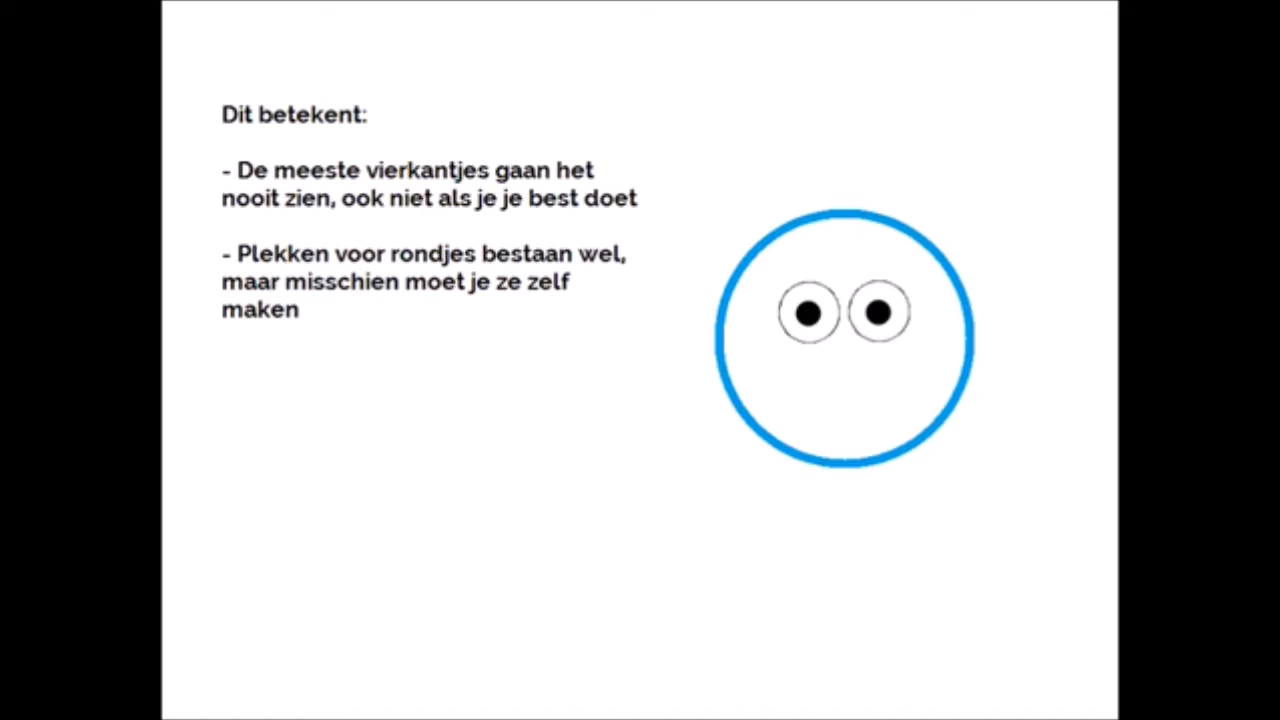 Dit betekent:
- De meeste vierkantjes gaan het
nooit zien, ook niet als je je best doet
- Plekken voor rondjes bestaan wel,
maar misschien moet je ze zelf
maken